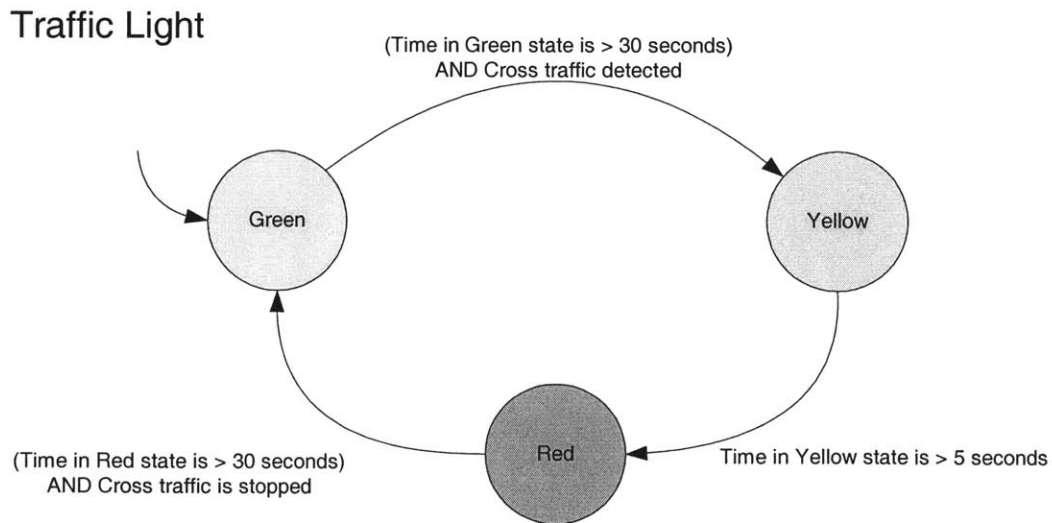 Traffic Light
(Time in Green state is > 30 seconds)
AND Cross traffic detected
Green
Yellow
Red
(Time in Red state is > 30 seconds)
AND Cross traffic is stopped
Time in Yellow state is > 5 seconds